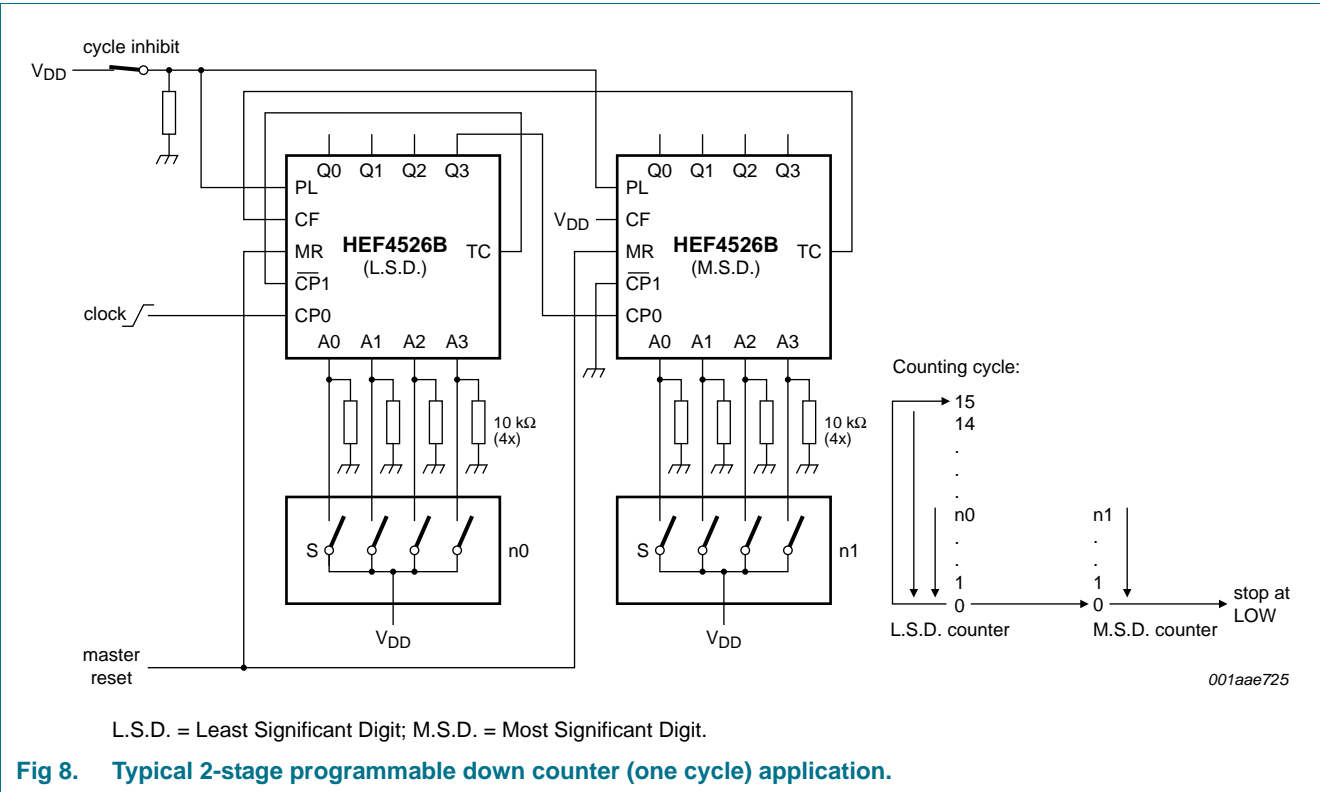 cycle inhibit
VDD
Q0 Q1 Q2 Q3
PL
CF
MR
CP1
CP0
HEF4526B
(L.S.D.)
TC
A0 A1 A2 A3
clock
10 kΩ
(4x)
S
n0
VDD
master
reset
Q0 Q1 Q2 Q3
PL
VDD
CF
MR
CP1
CP0
HEF4526B
(M.S.D.)
TC
A0 A1 A2 A3
10 kΩ
(4x)
S
n1
VDD
Counting cycle:
15
14
.
.
.
n0
.
.
1
0
L.S.D. counter
n1
.
.
1
0
M.S.D. counter
stop at
LOW
001aae725
L.S.D. = Least Significant Digit; M.S.D. = Most Significant Digit.
Fig 8. Typical 2-stage programmable down counter (one cycle) application.